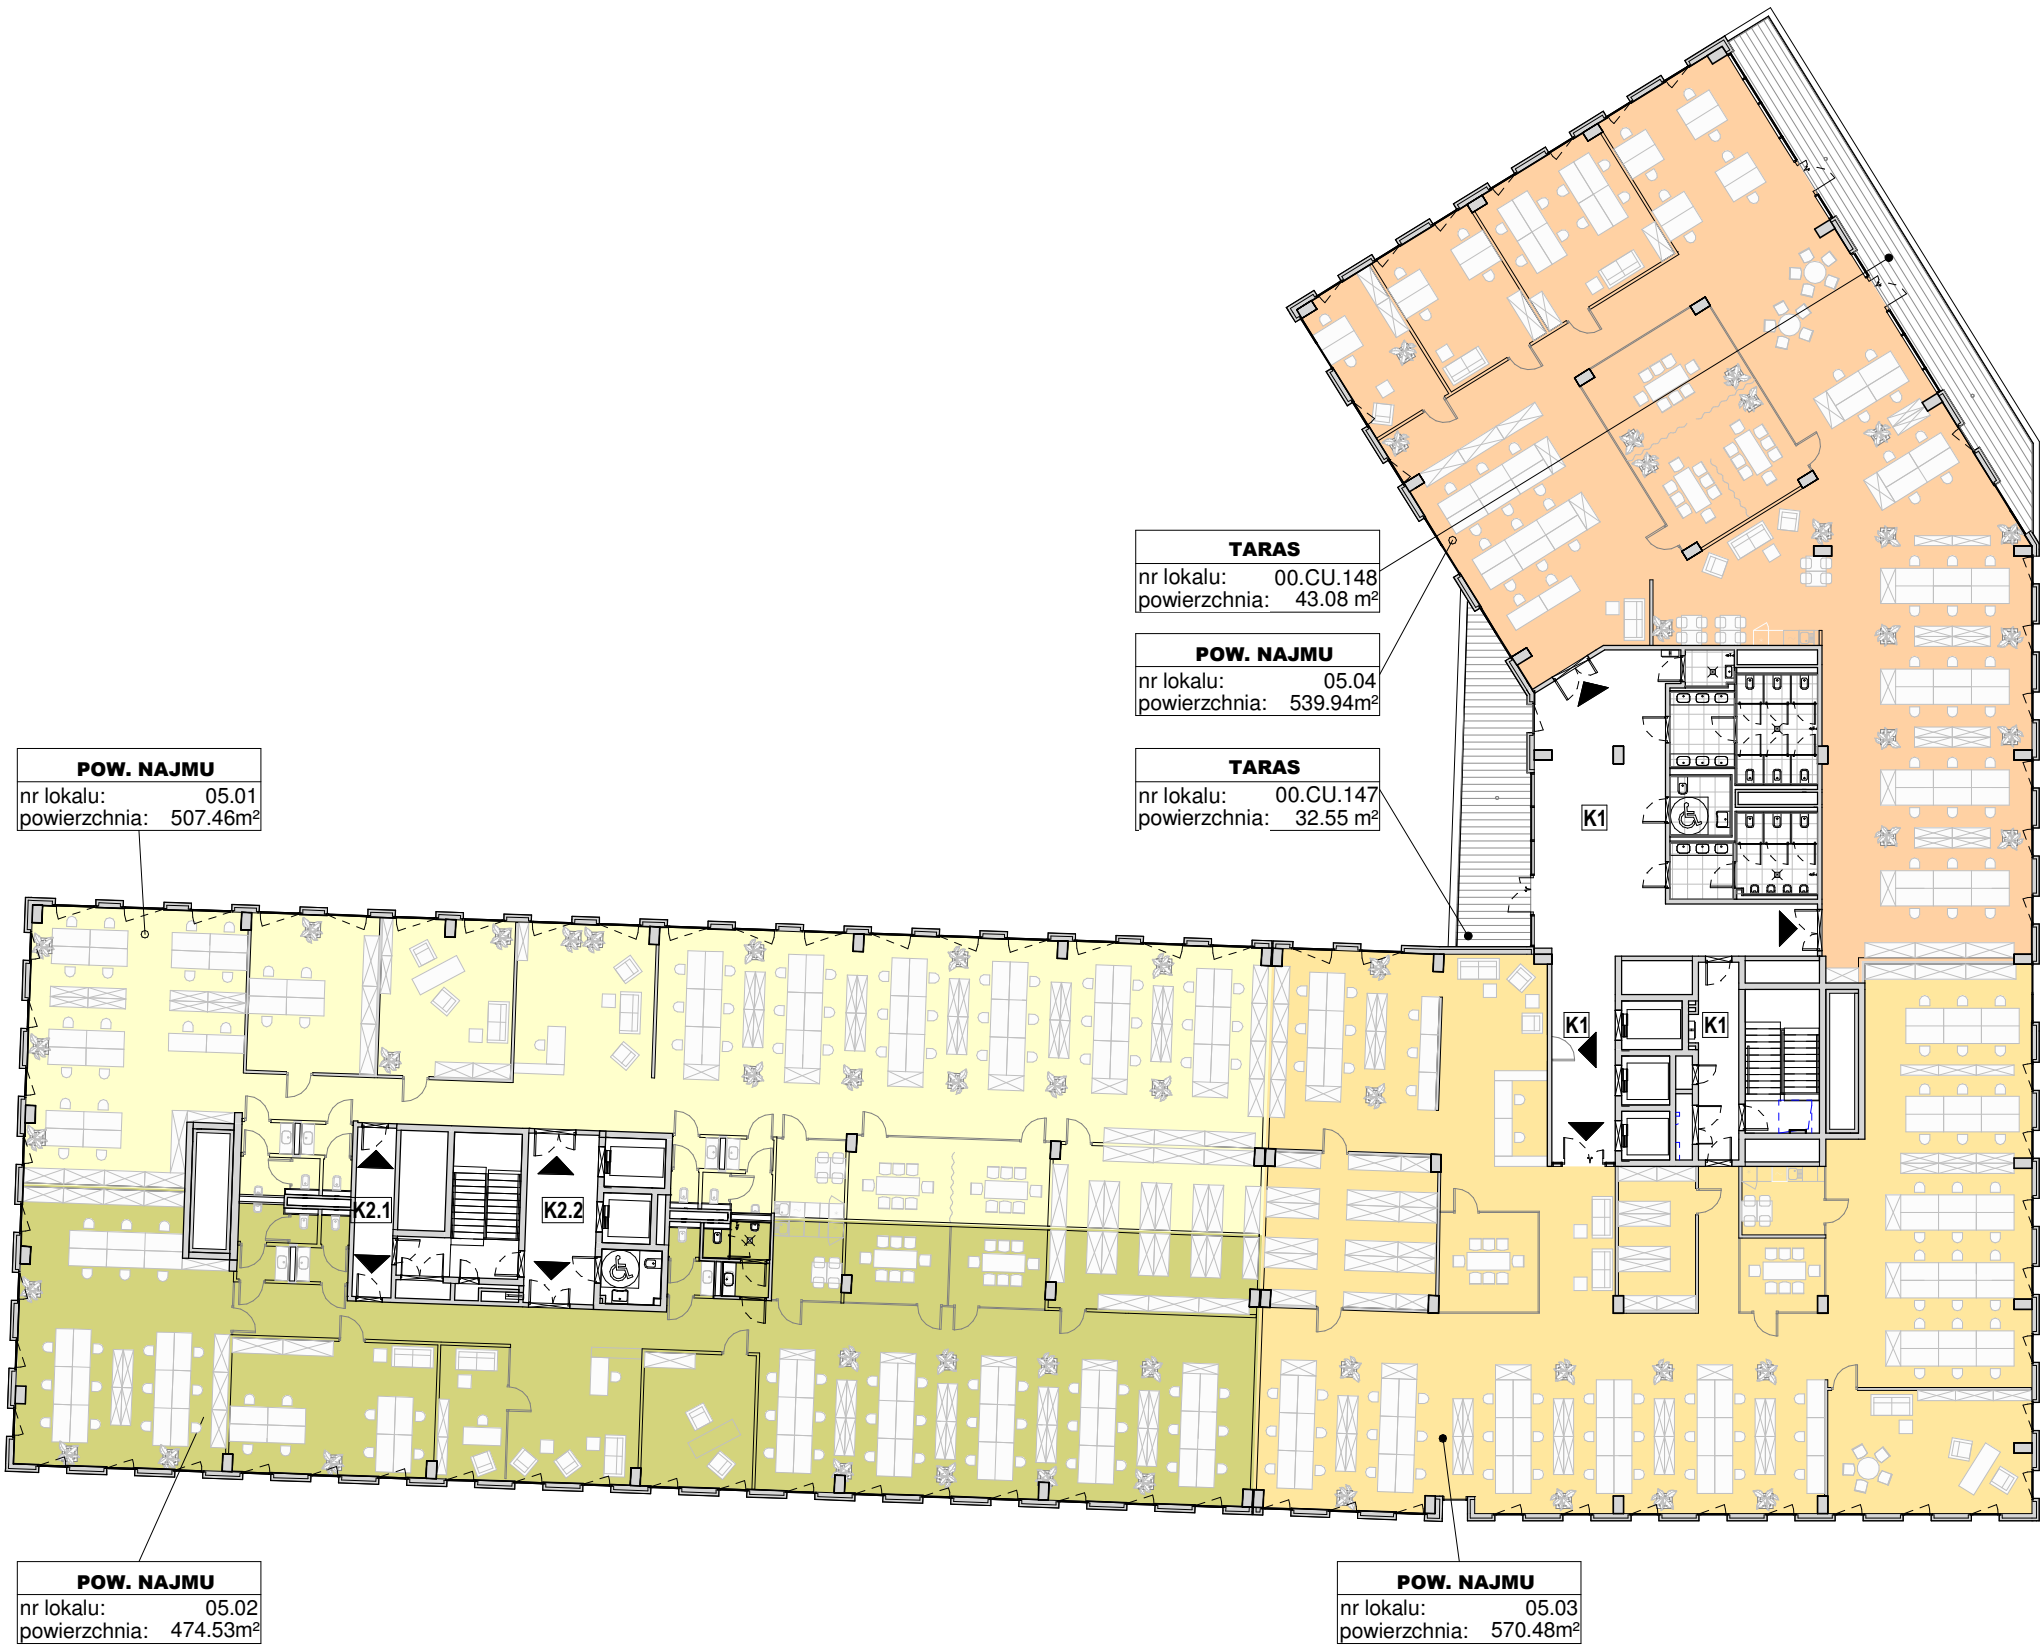 TARAS
nr lokalu: 00.CU.148
powierzchnia: 43.08 m²
POW. NAJMU
nr lokalu: 05.04
powierzchnia: 539.94m²
TARAS
nr lokalu: 00.CU.147
powierzchnia: 32.55 m²
POW. NAJMU
nr lokalu: 05.01
powierzchnia: 507.46m²
K1
K1
K1
K2.1
K2.2
POW. NAJMU
nr lokalu: 05.02
powierzchnia: 474.53m²
POW. NAJMU
nr lokalu: 05.03
powierzchnia: 570.48m²